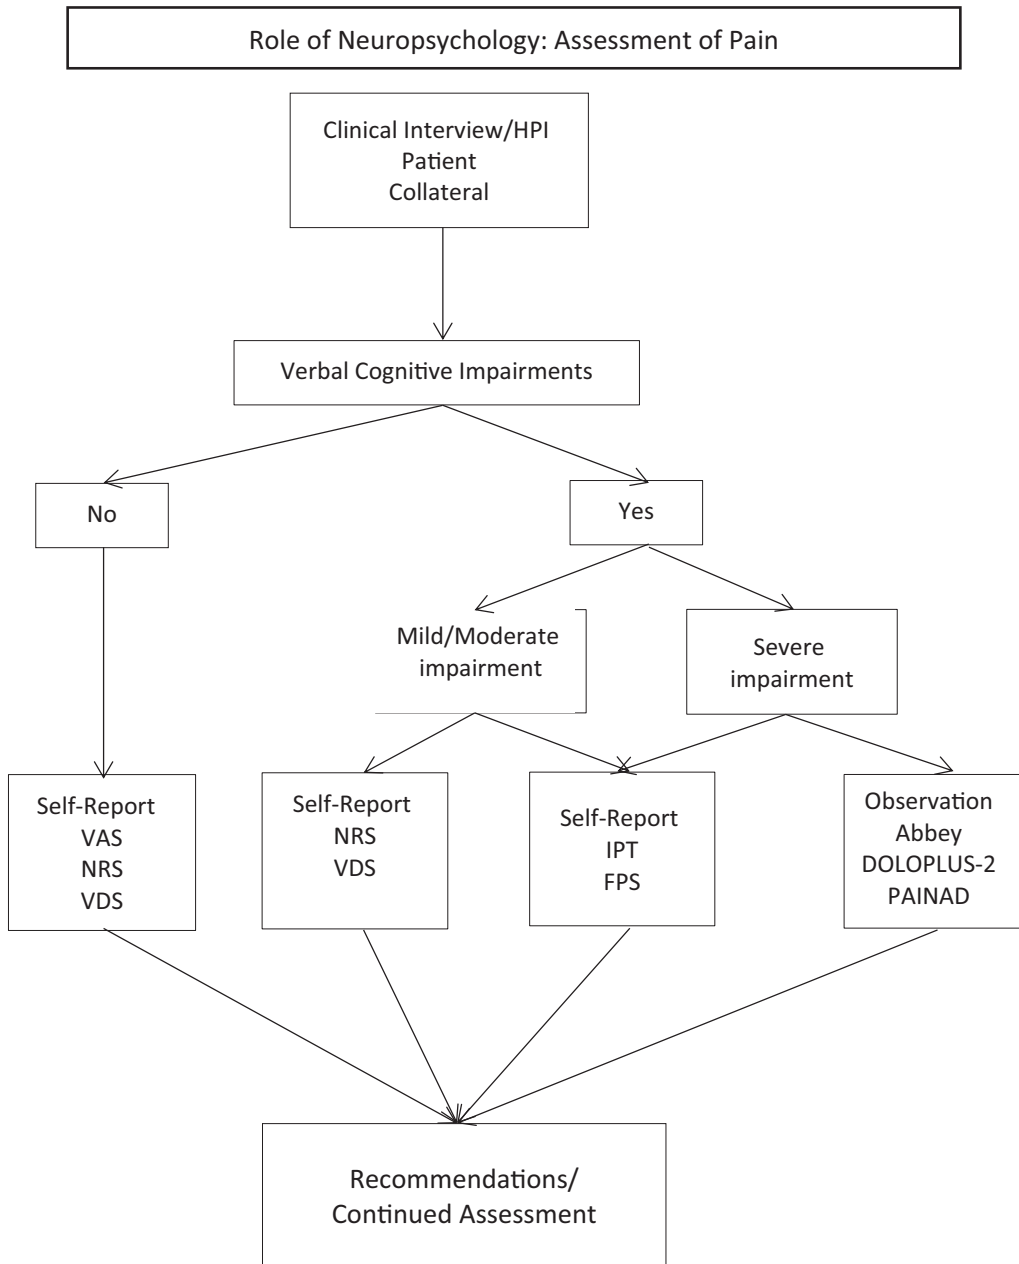 Role of Neuropsychology: Assessment of Pain
Clinical Interview/HPI
Patient
Collateral
Verbal Cognitive Impairments
No
Yes
Mild/Moderate
impairment
Severe
impairment
Self-Report
VAS
NRS
VDS
Self-Report
NRS
VDS
Self-Report
IPT
FPS
Observation
Abbey
DOLOPLUS-2
PAINAD
Recommendations/
Continued Assessment